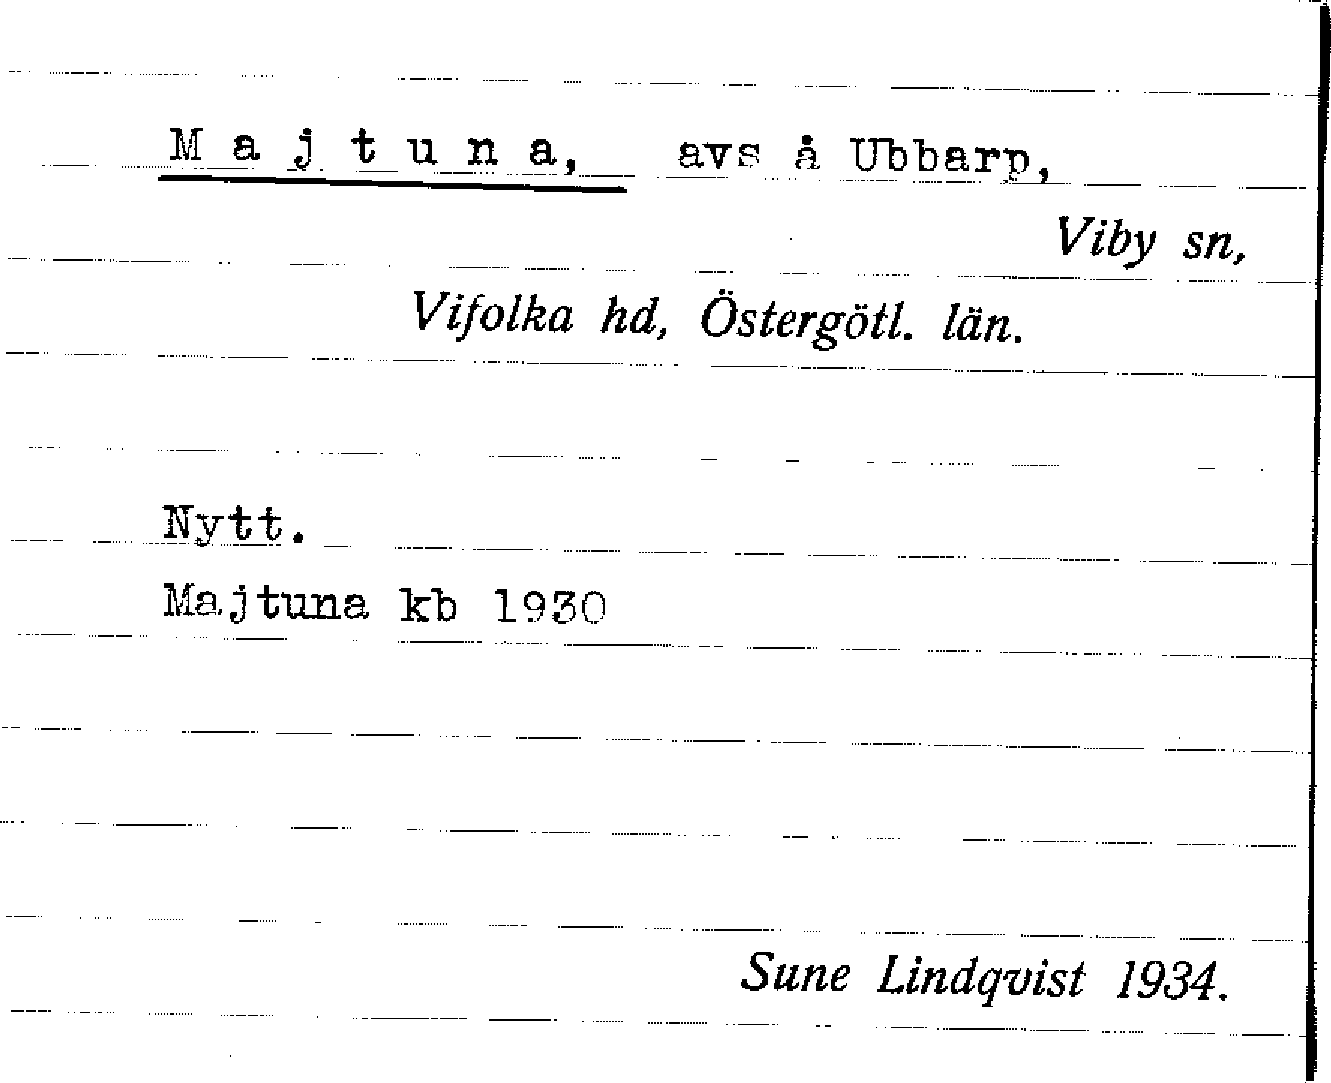 Majtuna, avs å Ubbarp,
Viby sn,
Vifolka hd, Östergötl. län.
Nytt.
Majtuna kb 1930
Sune Lindqvist 1934.